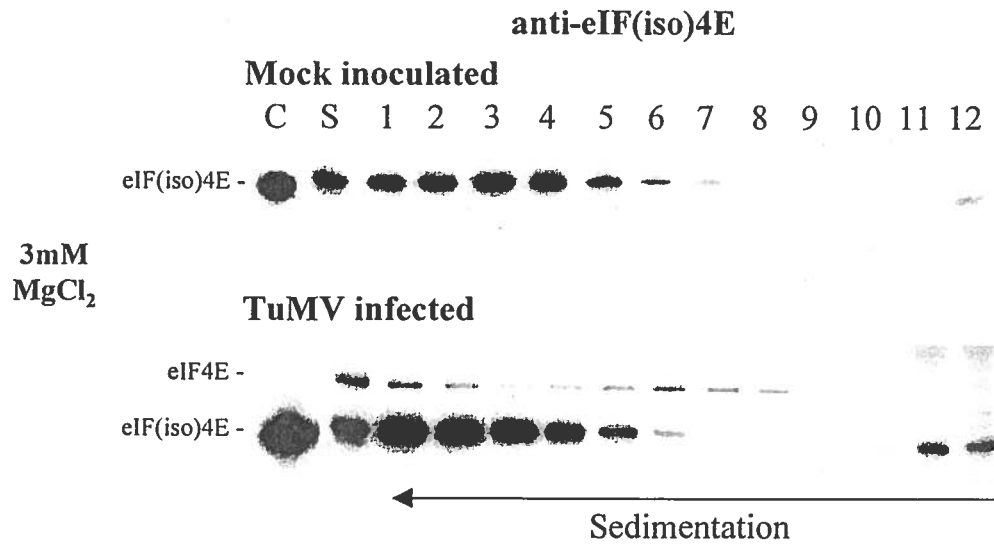 anti-eIF(iso)4E
Mock inoculated
C S 1 2 3 4 5 6 7 8 9 10 11 12
eIF(iso)4E -
3mM
MgCl₂
TuMV infected
eIF4E -
eIF(iso)4E -
Sedimentation